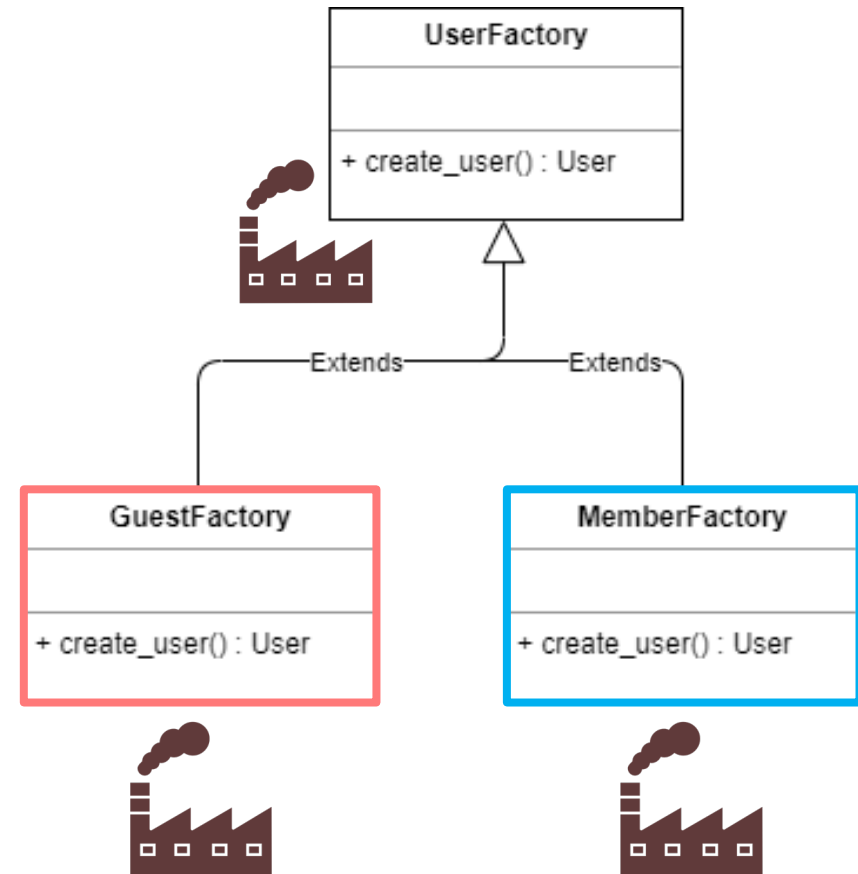 UserFactory
+ create_user() : User
Extends
Extends
GuestFactory
MemberFactory
+ create_user() : User
+ create_user() : User